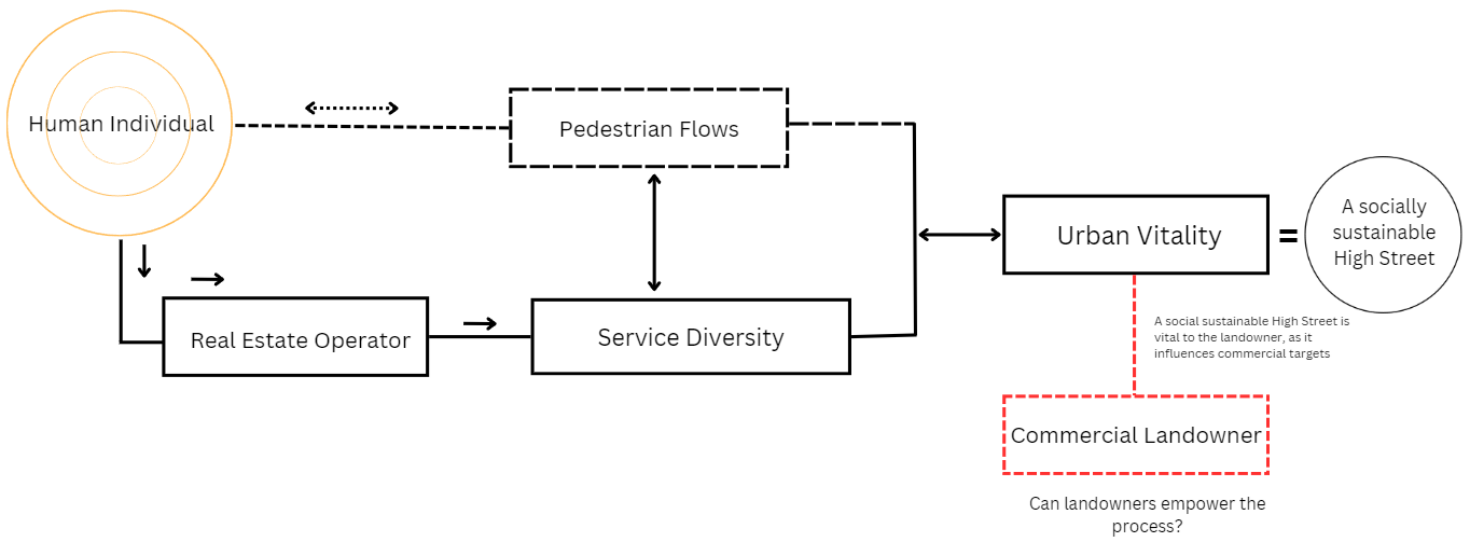 Human Individual
Pedestrian Flows
Real Estate Operator
Service Diversity
Urban Vitality
=
A socially
sustainable
High Street
A social sustainable High Street is
vital to the landowner, as it
influences commercial targets
Commercial Landowner
Can landowners empower the
process?